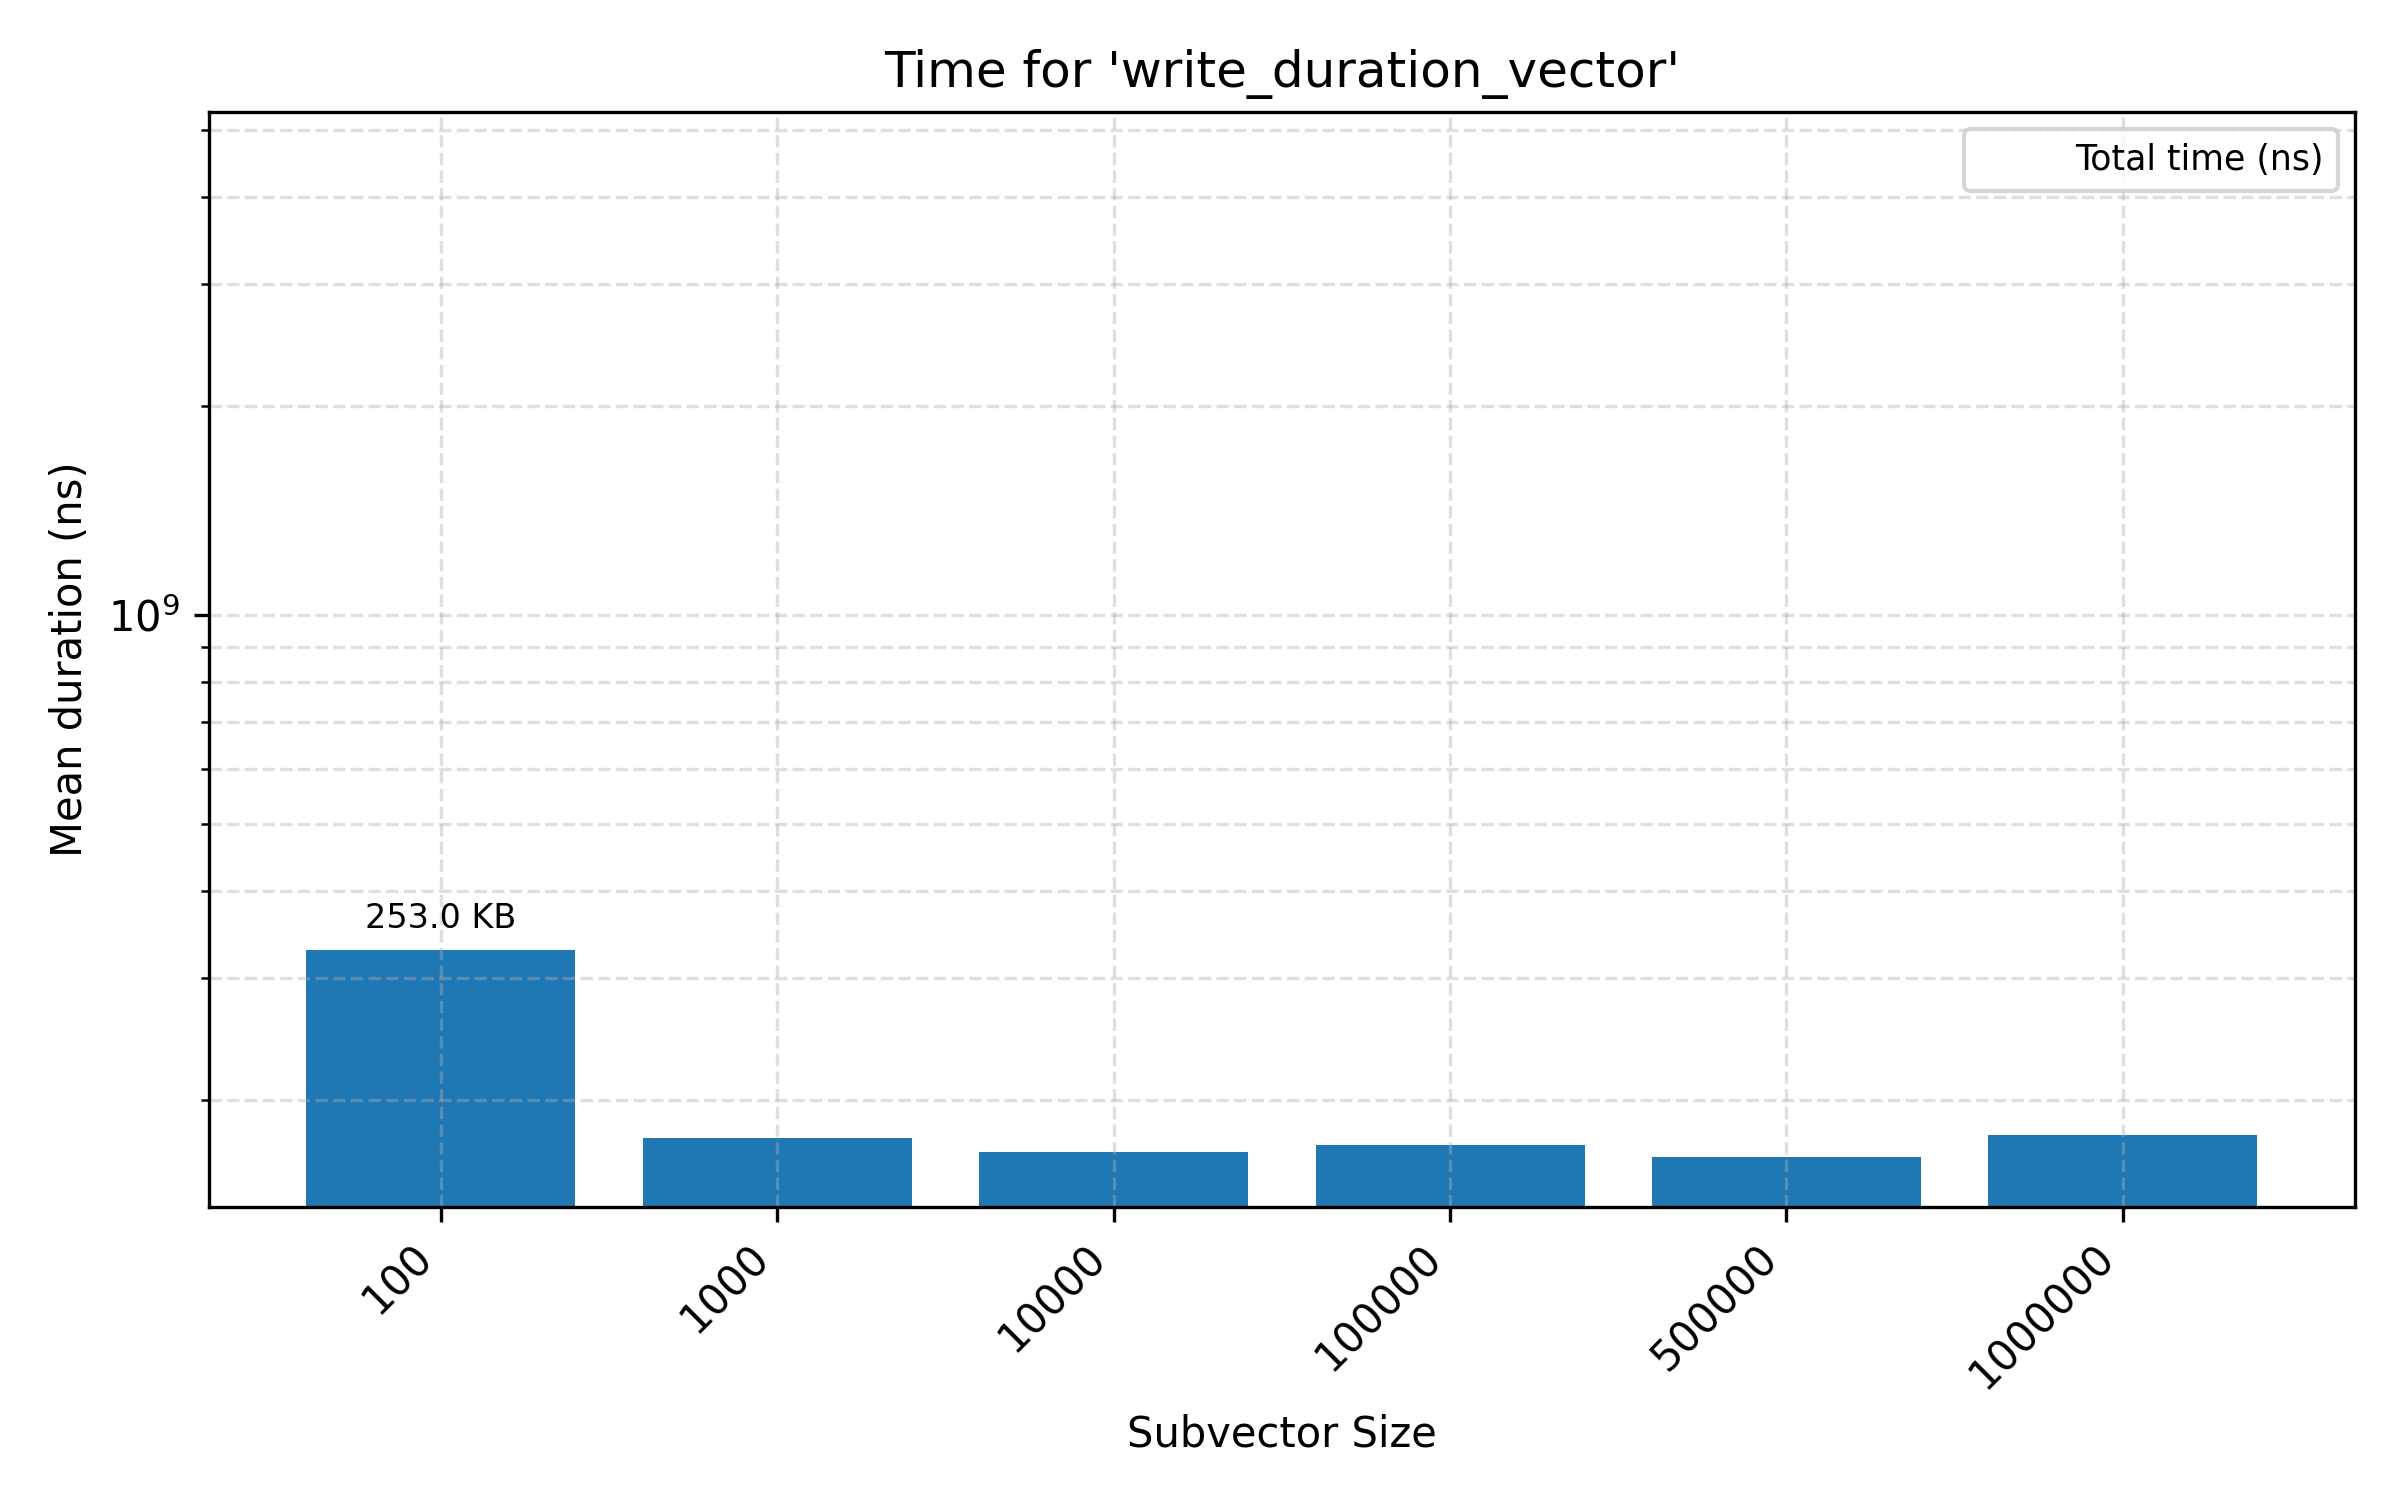 Time for 'write_duration_vector'
Total time (ns)
Mean duration (ns)
10⁹
253.0 KB
100
1000
10000
100000
500000
1000000
Subvector Size